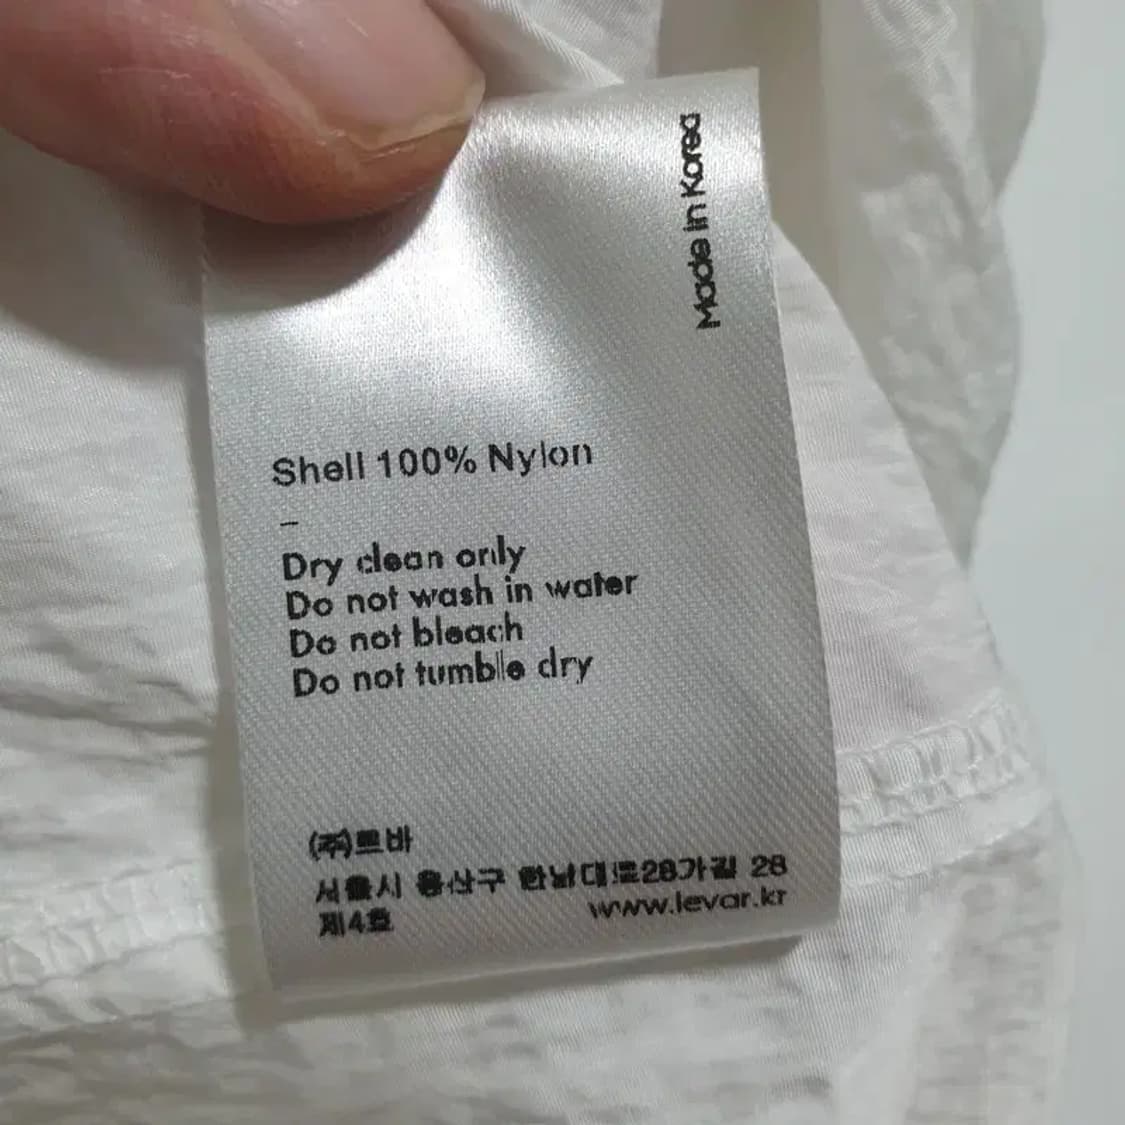 Made in Korea
Shell 100% Nylon
–
Dry clean only
Do not wash in water
Do not bleach
Do not tumble dry
(주)르바
서울시 용산구 한남대로28가길 28
제4호
www.levar.kr